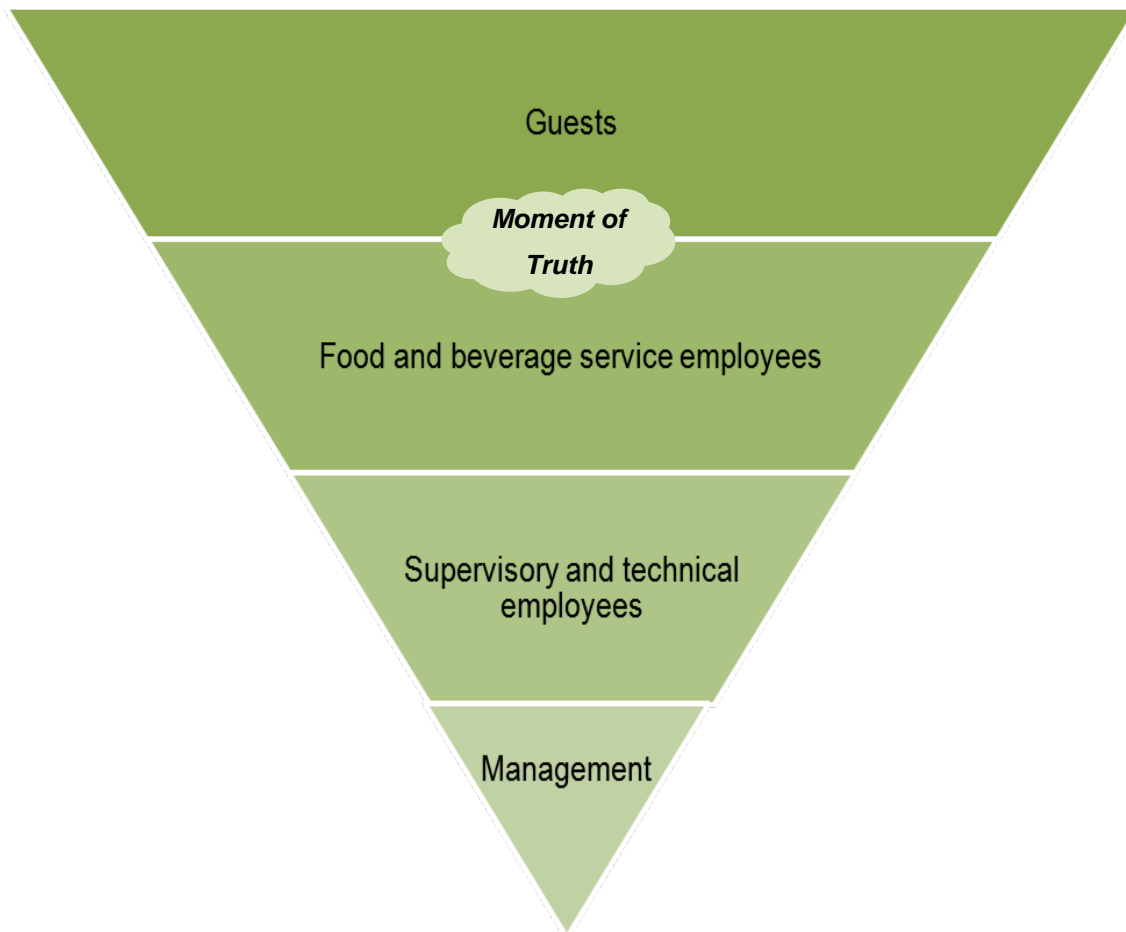 Guests
Moment of
Truth
Food and beverage service employees
Supervisory and technical
employees
Management